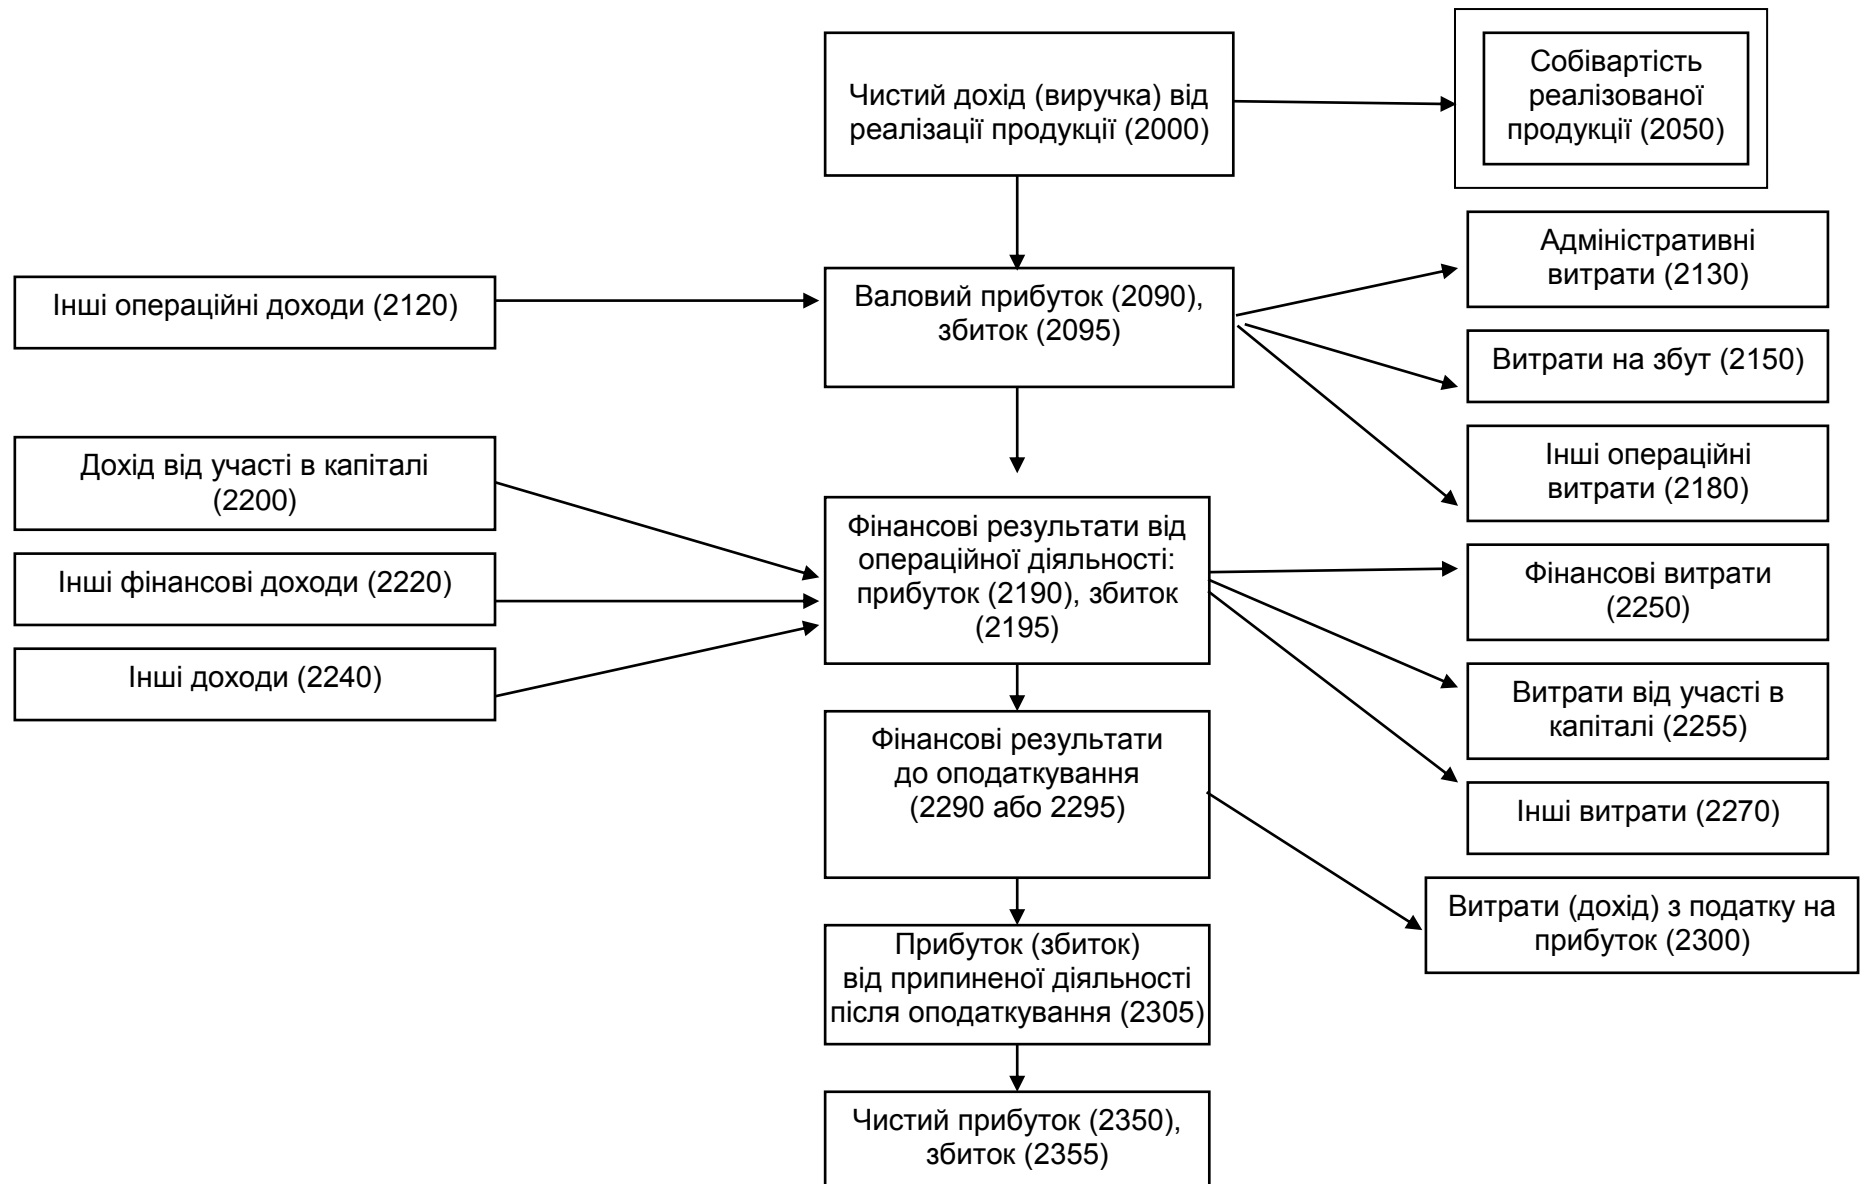 Чистий дохід (виручка) від
реалізації продукції (2000)
Собівартість
реалізованої
продукції (2050)
Інші операційні доходи (2120)
Валовий прибуток (2090),
збиток (2095)
Адміністративні
витрати (2130)
Витрати на збут (2150)
Інші операційні
витрати (2180)
Дохід від участі в капіталі
(2200)
Інші фінансові доходи (2220)
Інші доходи (2240)
Фінансові результати від
операційної діяльності:
прибуток (2190), збиток
(2195)
Фінансові витрати
(2250)
Витрати від участі в
капіталі (2255)
Інші витрати (2270)
Фінансові результати
до оподаткування
(2290 або 2295)
Витрати (дохід) з податку на
прибуток (2300)
Прибуток (збиток)
від припиненої діяльності
після оподаткування (2305)
Чистий прибуток (2350),
збиток (2355)